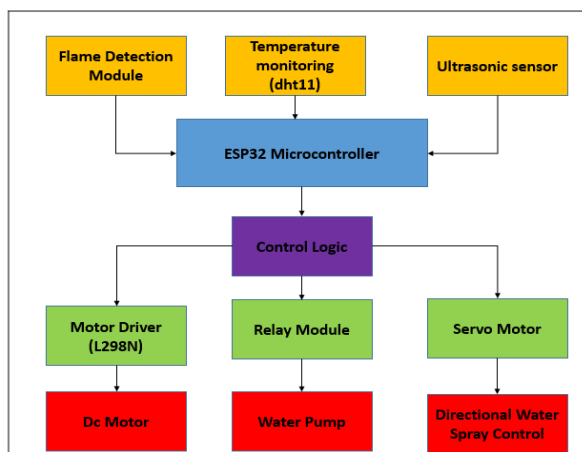 Flame Detection
Module
Temperature
monitoring
(dht11)
Ultrasonic sensor
ESP32 Microcontroller
Control Logic
Motor Driver
(L298N)
Relay Module
Servo Motor
Dc Motor
Water Pump
Directional Water
Spray Control